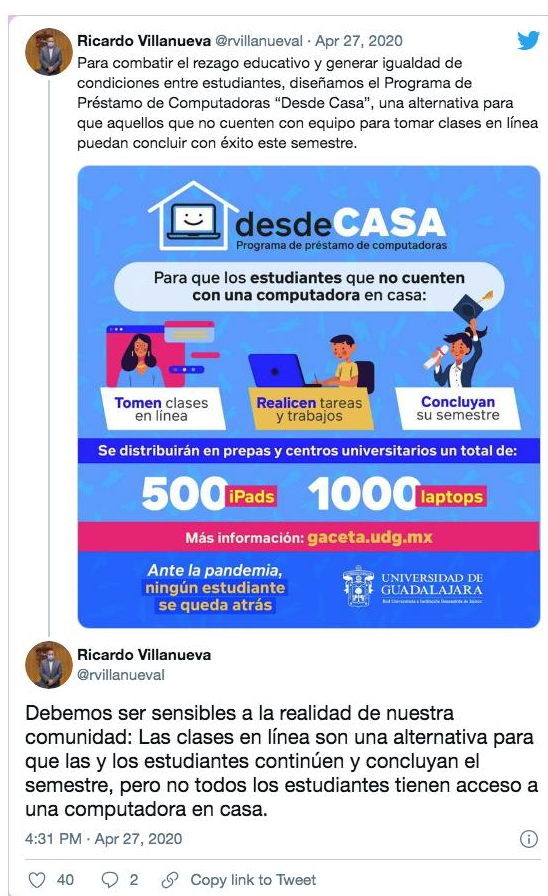 Ricardo Villanueva @rvillanueval · Apr 27, 2020
Para combatir el rezago educativo y generar igualdad de
condiciones entre estudiantes, diseñamos el Programa de
Préstamo de Computadoras “Desde Casa”, una alternativa para
que aquellos que no cuenten con equipo para tomar clases en línea
puedan concluir con éxito este semestre.
desdeCASA
Programa de préstamo de computadoras
Para que los estudiantes que no cuenten
con una computadora en casa:
Tomen clases
en línea
Realicen tareas
y trabajos
Concluyan
su semestre
Se distribuirán en prepas y centros universitarios un total de:
500 iPads 1000 laptops
Más información: gaceta.udg.mx
Ante la pandemia,
ningún estudiante
se queda atrás
UNIVERSIDAD DE
GUADALAJARA
Red Universitaria e Institución Benemérita de Jalisco
Ricardo Villanueva
@rvillanueval
Debemos ser sensibles a la realidad de nuestra
comunidad: Las clases en línea son una alternativa para
que las y los estudiantes continúen y concluyan el
semestre, pero no todos los estudiantes tienen acceso a
una computadora en casa.
4:31 PM · Apr 27, 2020
40 2 Copy link to Tweet